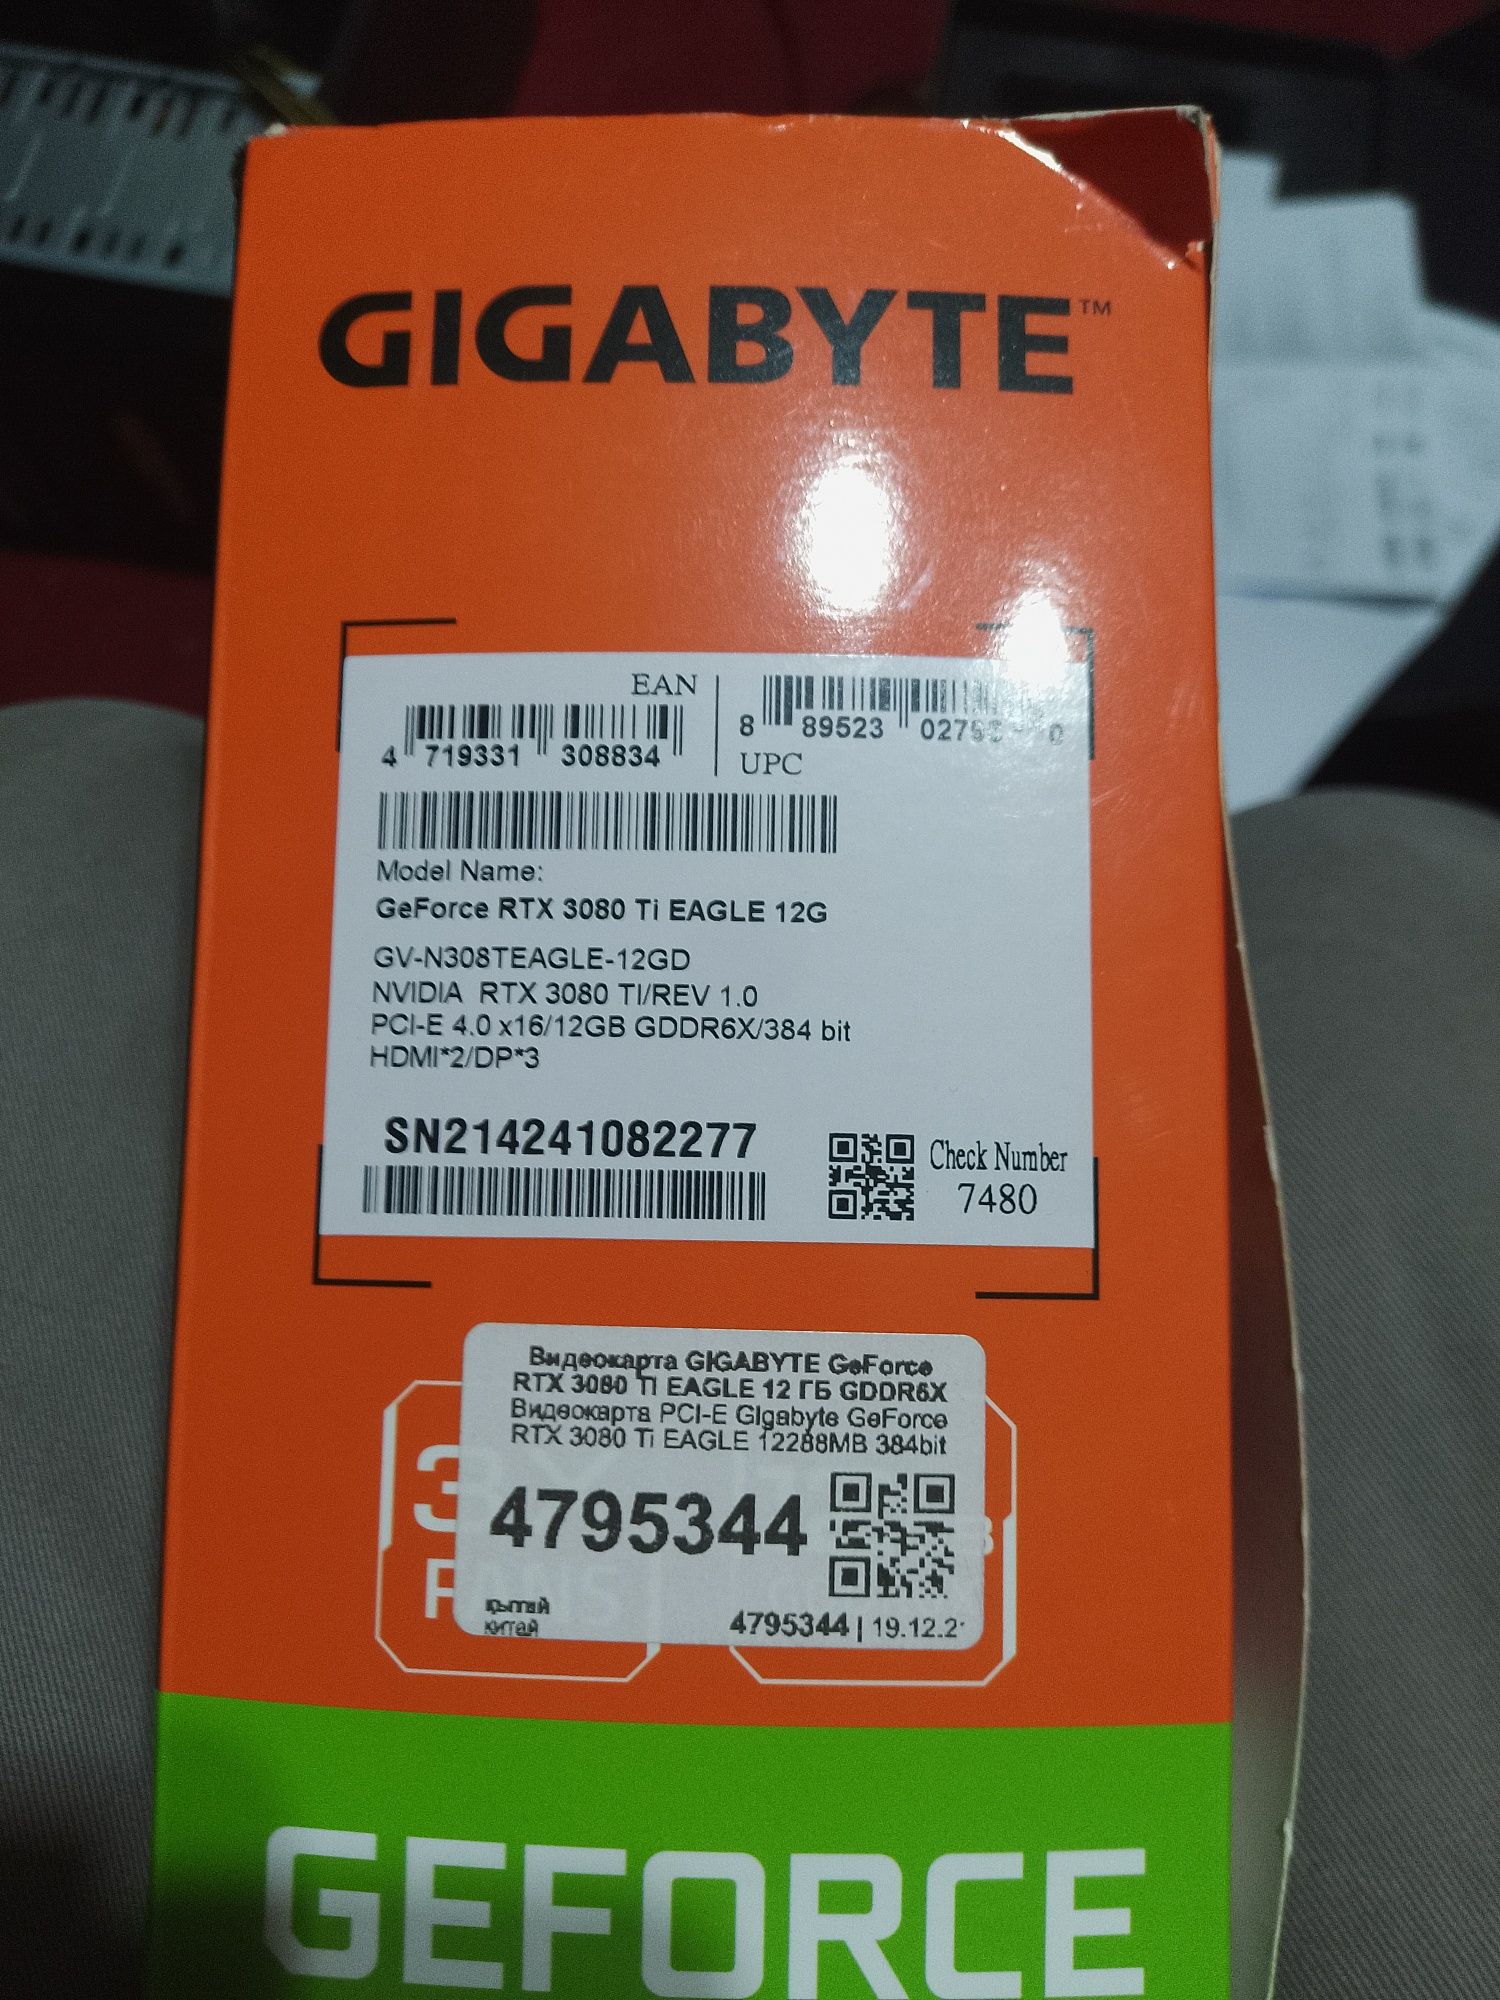 GIGABYTE™
EAN
4 719331 308834
8 89523
UPC
Model Name:
GeForce RTX 3080 Ti EAGLE 12G
GV-N308TEAGLE-12GD
NVIDIA RTX 3080 TI/REV 1.0
PCI-E 4.0 x16/12GB GDDR6X/384 bit
HDMI*2/DP*3
SN214241082277
Check Number
7480
Видеокарта GIGABYTE GeForce
RTX 3080 TI EAGLE 12 ГБ GDDR6X
Видеокарта PCI-E Gigabyte GeForce
RTX 3080 Ti EAGLE 12288MB 384bit
4795344
китай
4795344 | 19.12.2
3
FANS
GEFORCE